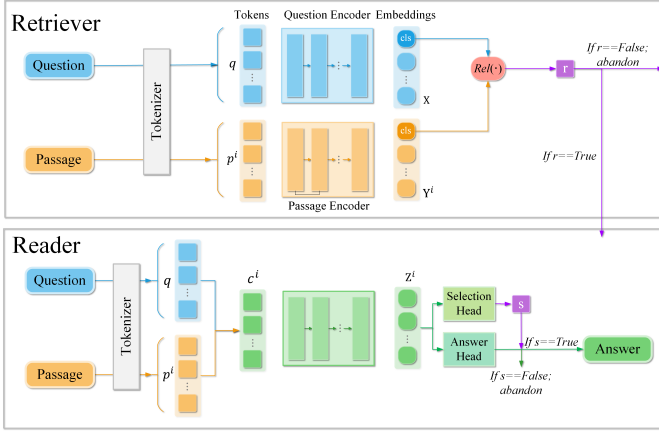 Retriever
Tokens
Question Encoder
Embeddings
Question
Tokenizer
q
cls
X
Rel(·)
r
If r==False;
abandon
Passage
p^i
cls
Y^i
Passage Encoder
If r==True
Reader
Question
Tokenizer
q
c^i
Z^i
Selection
Head
s
Passage
p^i
Answer
Head
If s==True
Answer
If s==False;
abandon